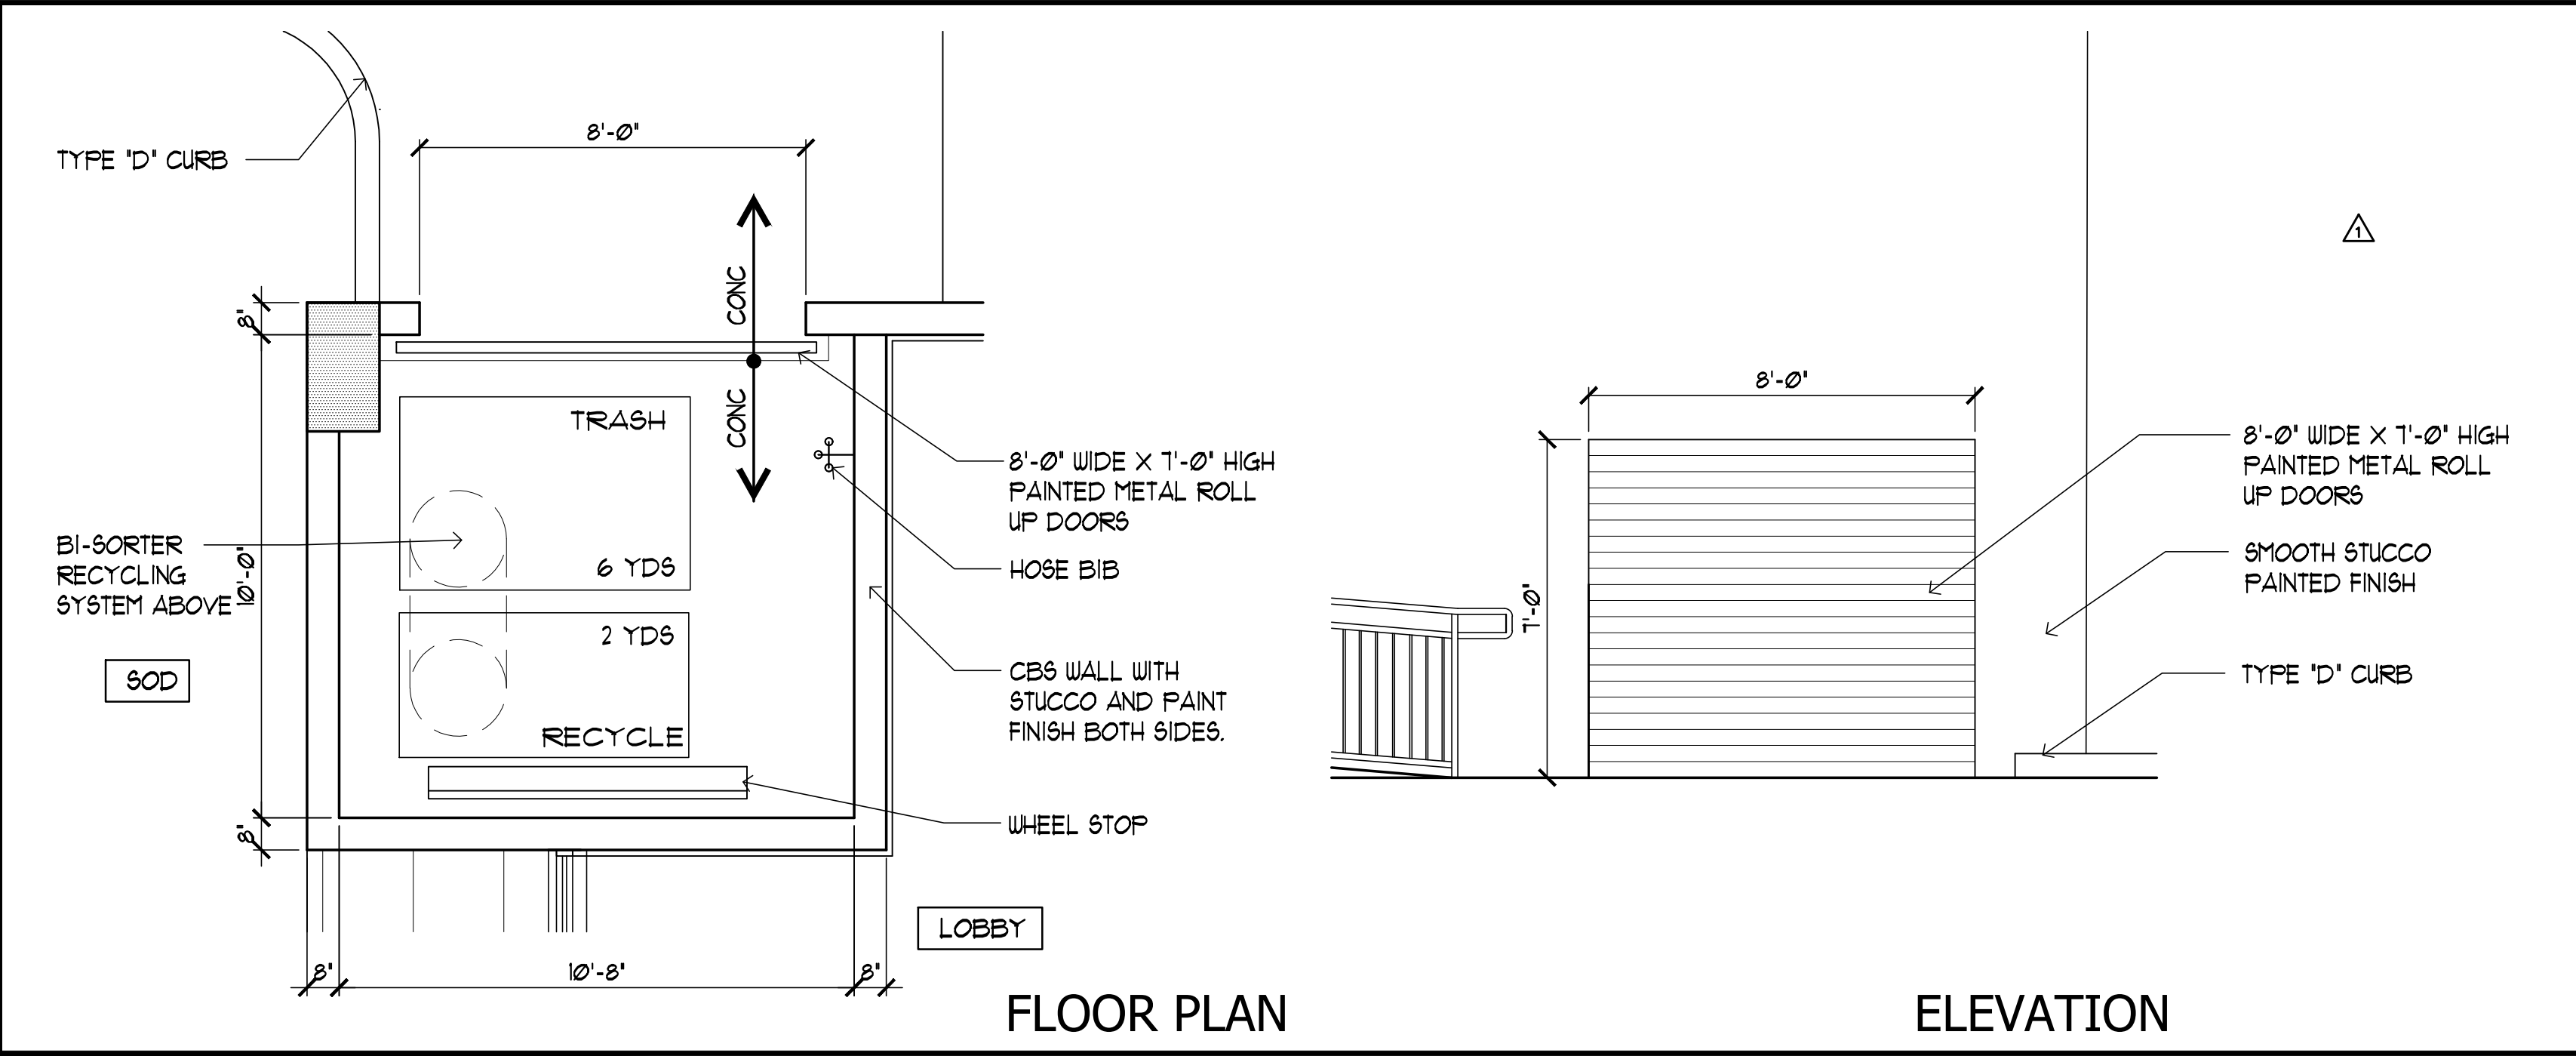 TYPE "D" CURB
8'-0"
CONC
8"
CONC
TRASH
6 YDS
BI-SORTER
RECYCLING
SYSTEM ABOVE
10'-0"
2 YDS
RECYCLE
SOD
8'-0" WIDE X 7'-0" HIGH
PAINTED METAL ROLL
UP DOORS
HOSE BIB
CBS WALL WITH
STUCCO AND PAINT
FINISH BOTH SIDES.
WHEEL STOP
8"
LOBBY
8"
10'-8"
8"
FLOOR PLAN
1
8'-0"
7'-0"
8'-0" WIDE X 7'-0" HIGH
PAINTED METAL ROLL
UP DOORS
SMOOTH STUCCO
PAINTED FINISH
TYPE "D" CURB
ELEVATION